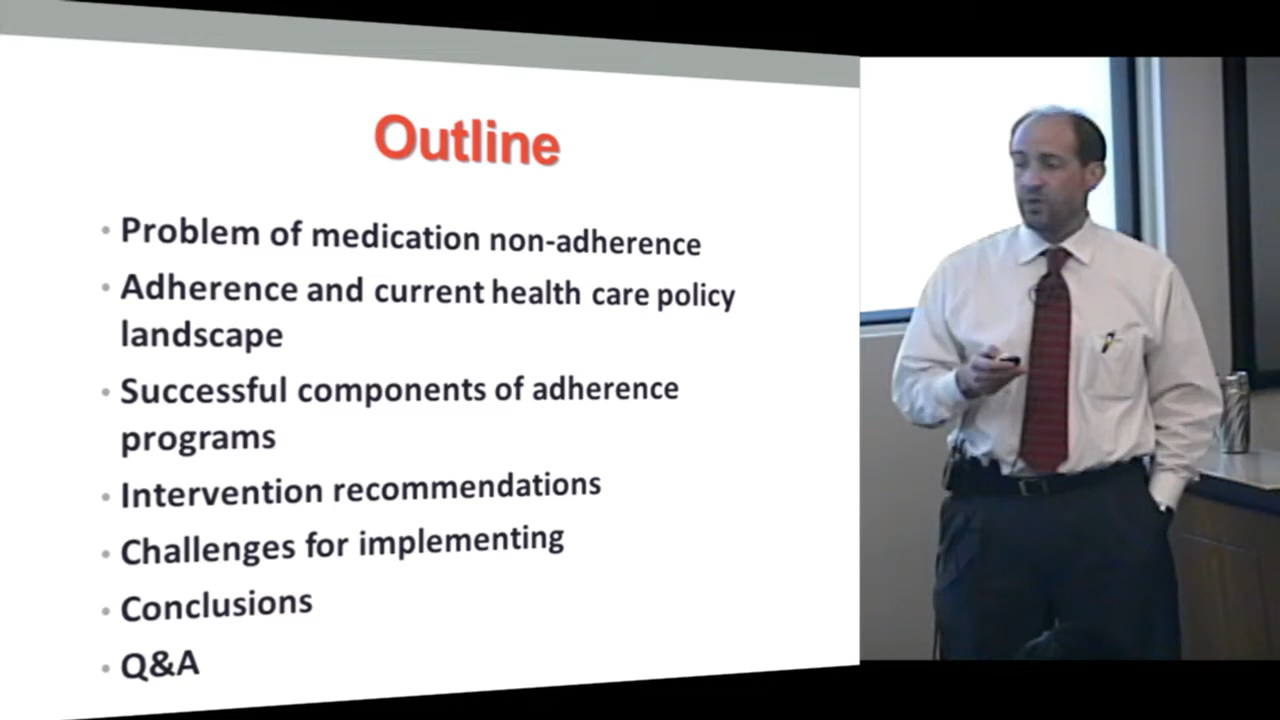 Outline
• Problem of medication non-adherence
• Adherence and current health care policy
landscape
• Successful components of adherence
programs
• Intervention recommendations
• Challenges for implementing
• Conclusions
• Q&A